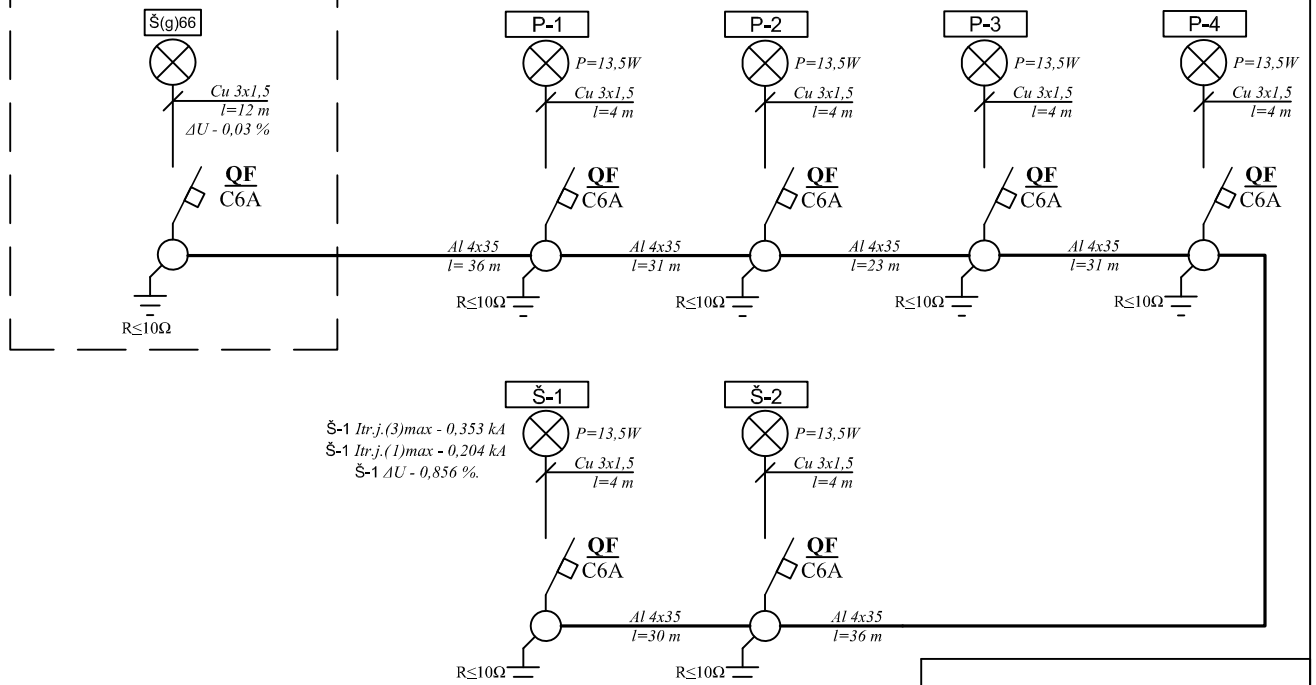 Š(g)66
Cu 3x1,5
l=12 m
ΔU - 0,03 %
QF
C6A
R≤10Ω
P-1
P=13,5W
Cu 3x1,5
l=4 m
QF
C6A
R≤10Ω
P-2
P=13,5W
Cu 3x1,5
l=4 m
QF
C6A
R≤10Ω
P-3
P=13,5W
Cu 3x1,5
l=4 m
QF
C6A
R≤10Ω
P-4
P=13,5W
Cu 3x1,5
l=4 m
QF
C6A
R≤10Ω
Al 4x35
l= 36 m
Al 4x35
l=31 m
Al 4x35
l=23 m
Al 4x35
l=31 m
Š-1
Š-1 Itr.j.(3)max - 0,353 kA
Š-1 Itr.j.(1)max - 0,204 kA
Š-1 ΔU - 0,856 %.
P=13,5W
Cu 3x1,5
l=4 m
QF
C6A
R≤10Ω
Š-2
P=13,5W
Cu 3x1,5
l=4 m
QF
C6A
R≤10Ω
Al 4x35
l=30 m
Al 4x35
l=36 m